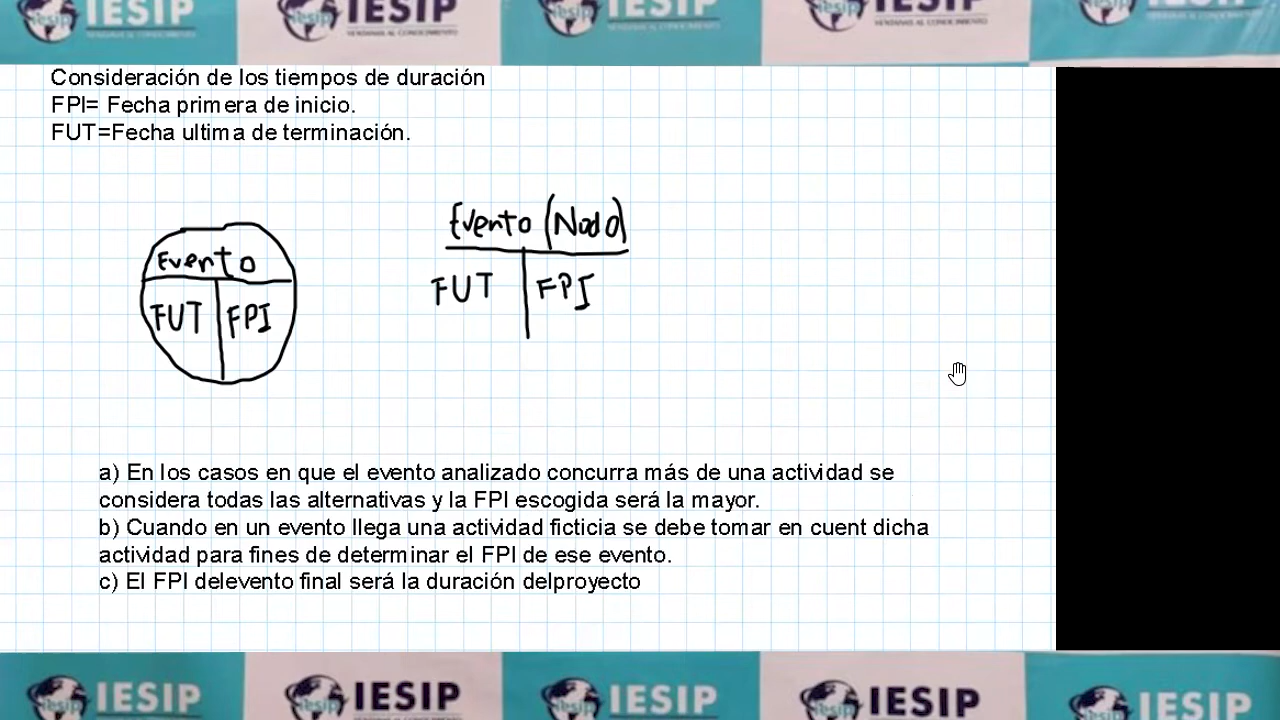 IESIP
IESIP
IESIP
IESIP
IESIP
VENTANAS AL CONOCIMIENTO
Consideración de los tiempos de duración
FPI= Fecha primera de inicio.
FUT=Fecha ultima de terminación.
Evento
FUT FPI
Evento (Nodo)
FUT FPI
a) En los casos en que el evento analizado concurra más de una actividad se
considera todas las alternativas y la FPI escogida será la mayor.
b) Cuando en un evento llega una actividad ficticia se debe tomar en cuent dicha
actividad para fines de determinar el FPI de ese evento.
c) El FPI delevento final será la duración delproyecto
IESIP
IESIP
IESIP
IESIP
IESIP